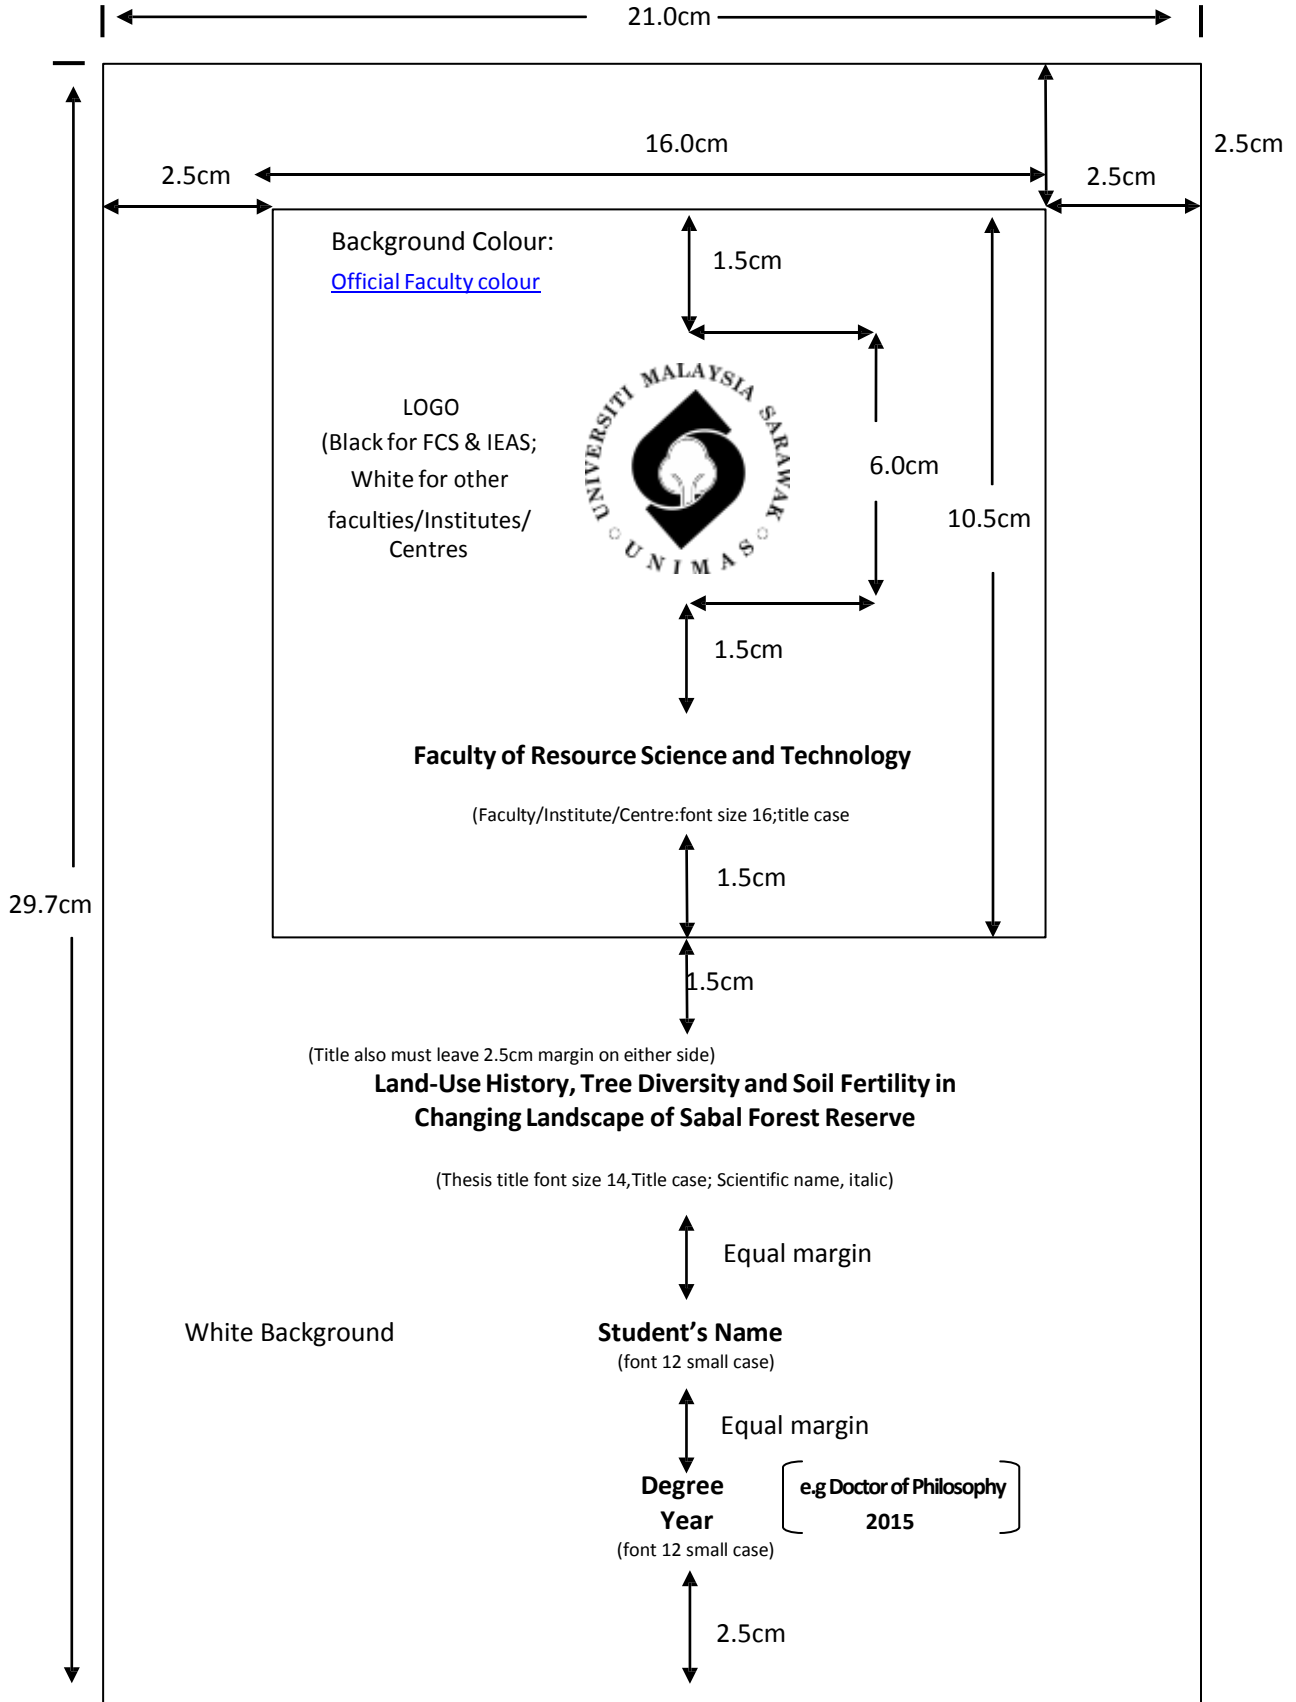 21.0cm
16.0cm
2.5cm
2.5cm
2.5cm
Background Colour:
Official Faculty colour
1.5cm
LOGO
(Black for FCS & IEAS;
White for other
faculties/Institutes/
Centres
UNIVERSITI MALAYSIA SARAWAK
UNIMAS
6.0cm
10.5cm
1.5cm
Faculty of Resource Science and Technology
(Faculty/Institute/Centre:font size 16;title case
1.5cm
29.7cm
1.5cm
(Title also must leave 2.5cm margin on either side)
Land-Use History, Tree Diversity and Soil Fertility in
Changing Landscape of Sabal Forest Reserve
(Thesis title font size 14,Title case; Scientific name, italic)
Equal margin
White Background
Student’s Name
(font 12 small case)
Equal margin
Degree
e.g Doctor of Philosophy
Year
2015
(font 12 small case)
2.5cm